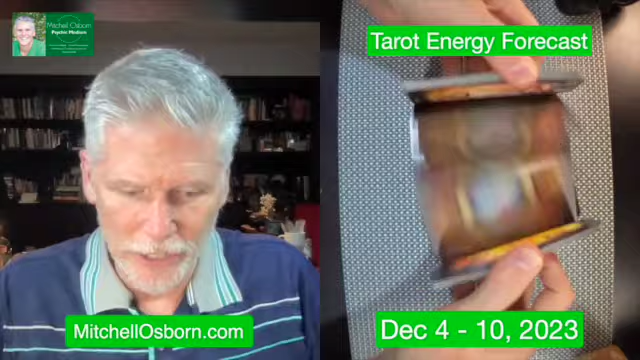 Mitchell Osborn
Psychic Medium
Tarot Energy Forecast
MitchellOsborn.com
Dec 4 - 10, 2023